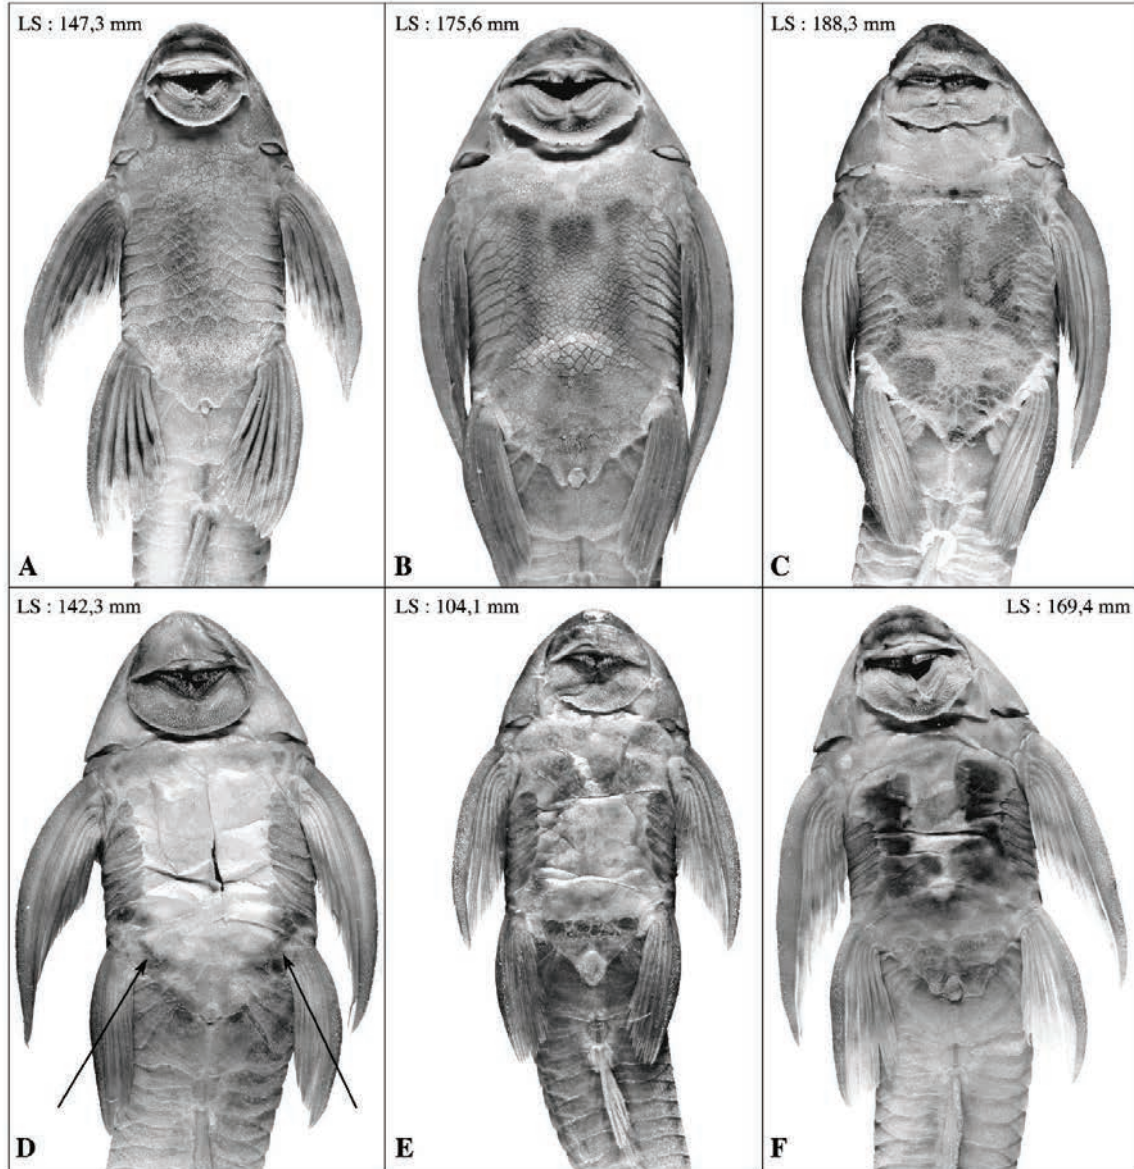 LS : 147,3 mm
LS : 175,6 mm
LS : 188,3 mm
A
B
C
LS : 142,3 mm
LS : 104,1 mm
LS : 169,4 mm
D
E
F